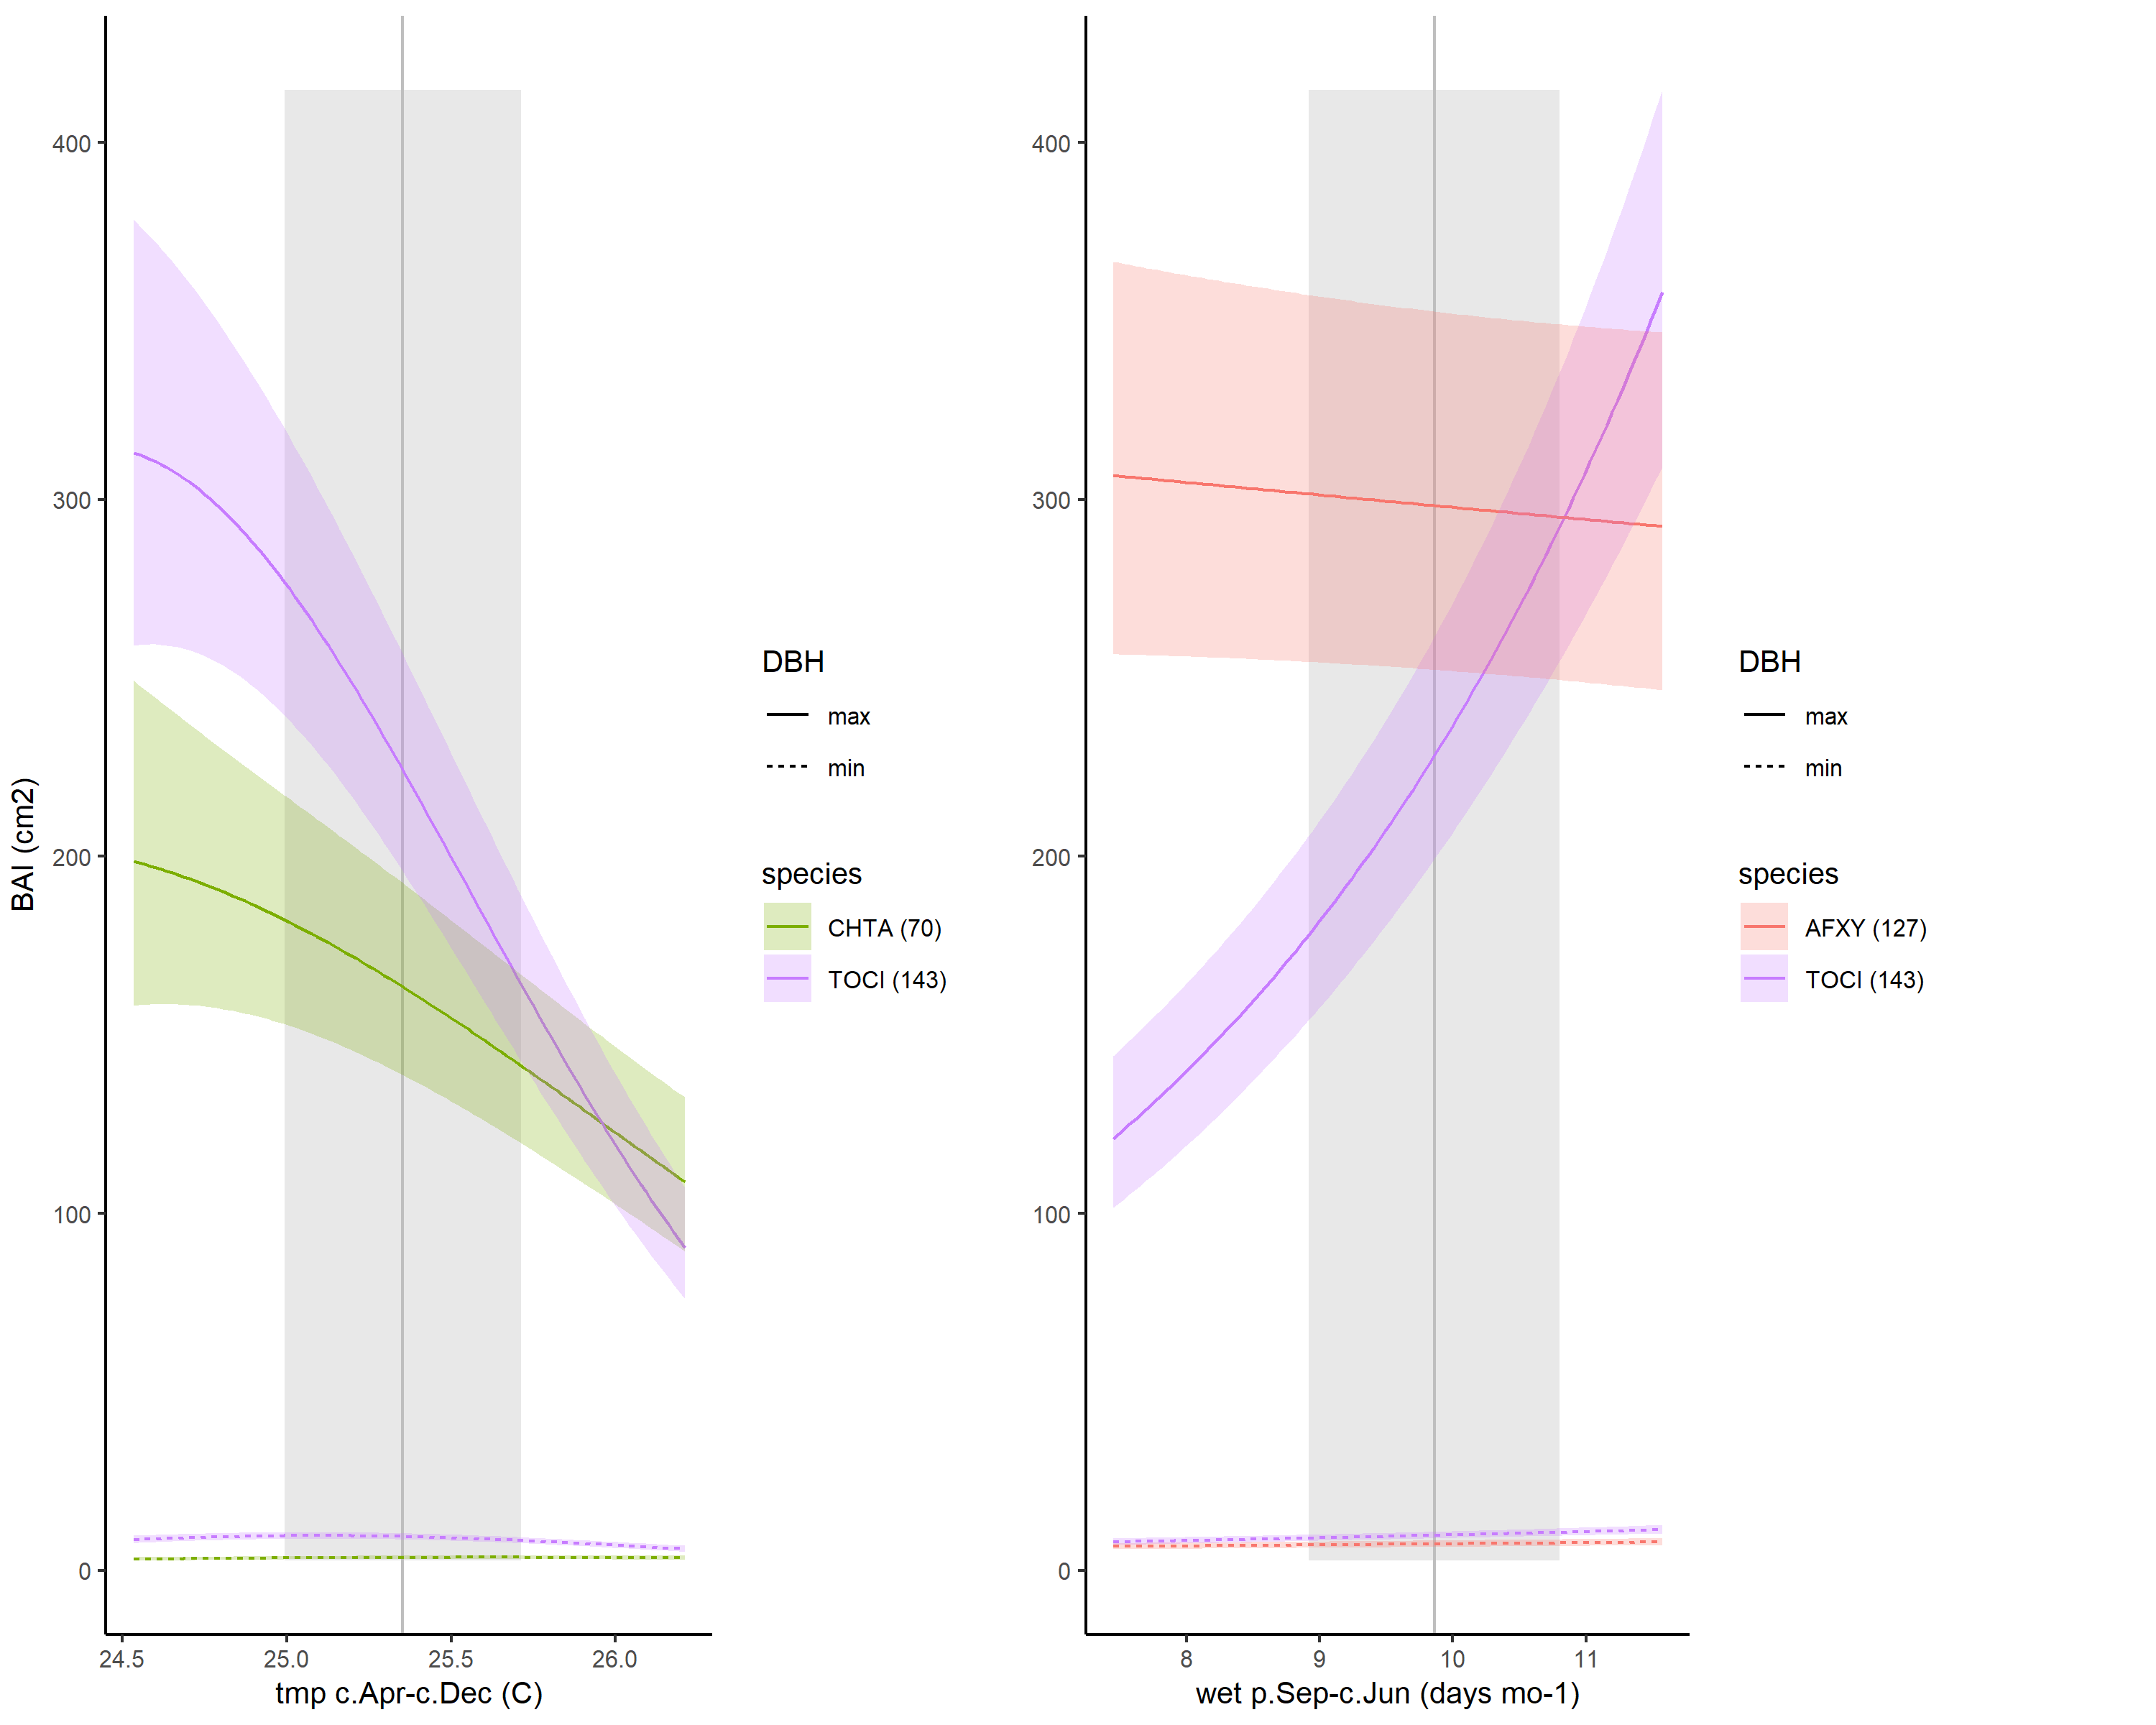 BAI (cm2)
400
300
200
100
0
24.5 25.0 25.5 26.0
tmp c.Apr-c.Dec (C)
DBH
max
min
species
CHTA (70)
TOCI (143)
400
300
200
100
0
8 9 10 11
wet p.Sep-c.Jun (days mo-1)
DBH
max
min
species
AFXY (127)
TOCI (143)